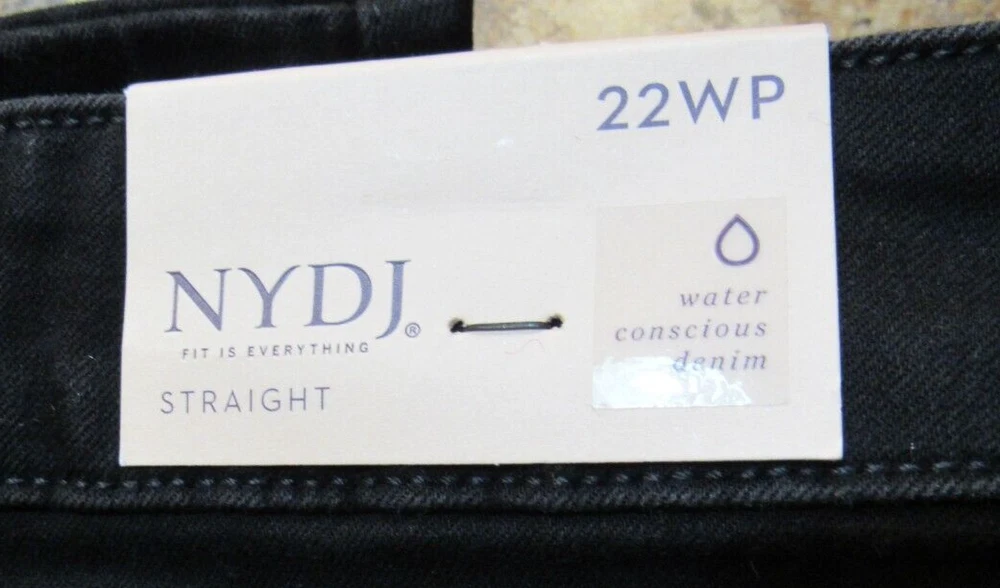 22WP
NYDJ®
FIT IS EVERYTHING
STRAIGHT
water
conscious
denim